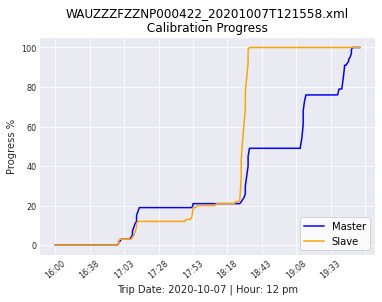 WAUZZZFZZNP000422_20201007T121558.xml
Calibration Progress
Progress %
100
80
60
40
20
0
Master
Slave
16:00 16:38 17:03 17:28 17:53 18:18 18:43 19:08 19:33
Trip Date: 2020-10-07 | Hour: 12 pm